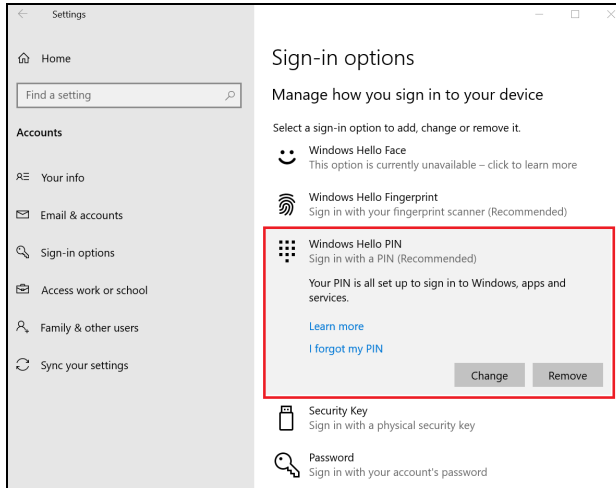 Settings
Home
Find a setting
Accounts
Your info
Email & accounts
Sign-in options
Access work or school
Family & other users
Sync your settings
Sign-in options
Manage how you sign in to your device
Select a sign-in option to add, change or remove it.
Windows Hello Face
This option is currently unavailable – click to learn more
Windows Hello Fingerprint
Sign in with your fingerprint scanner (Recommended)
Windows Hello PIN
Sign in with a PIN (Recommended)
Your PIN is all set up to sign in to Windows, apps and
services.
Learn more
I forgot my PIN
Change Remove
Security Key
Sign in with a physical security key
Password
Sign in with your account's password